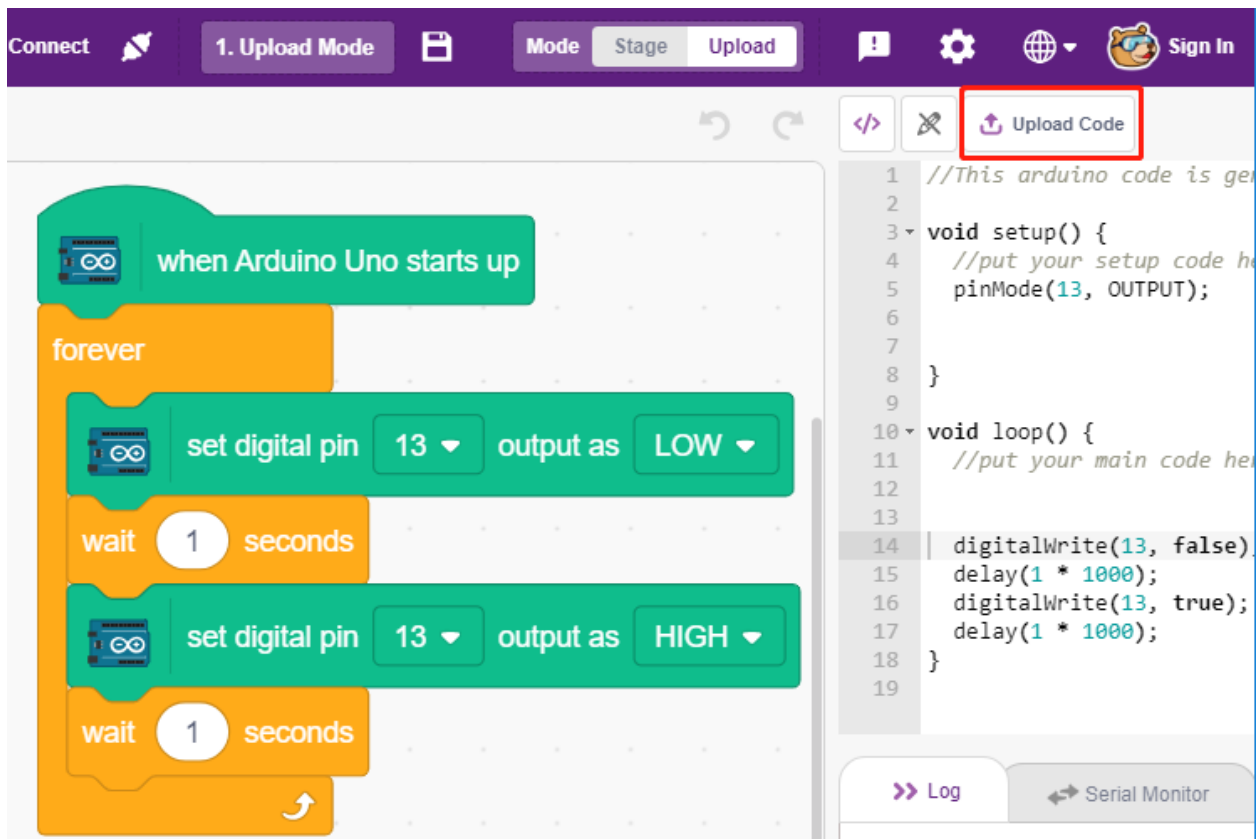 Connect
1. Upload Mode
Mode Stage Upload
Sign In
</> Upload Code
when Arduino Uno starts up
forever
set digital pin 13 output as LOW
wait 1 seconds
set digital pin 13 output as HIGH
wait 1 seconds
1 //This arduino code is ge
2
3 void setup() {
4 //put your setup code he
5 pinMode(13, OUTPUT);
6
7
8 }
9
10 void loop() {
11 //put your main code he
12
13
14 digitalWrite(13, false)
15 delay(1 * 1000);
16 digitalWrite(13, true);
17 delay(1 * 1000);
18 }
19
Log
Serial Monitor